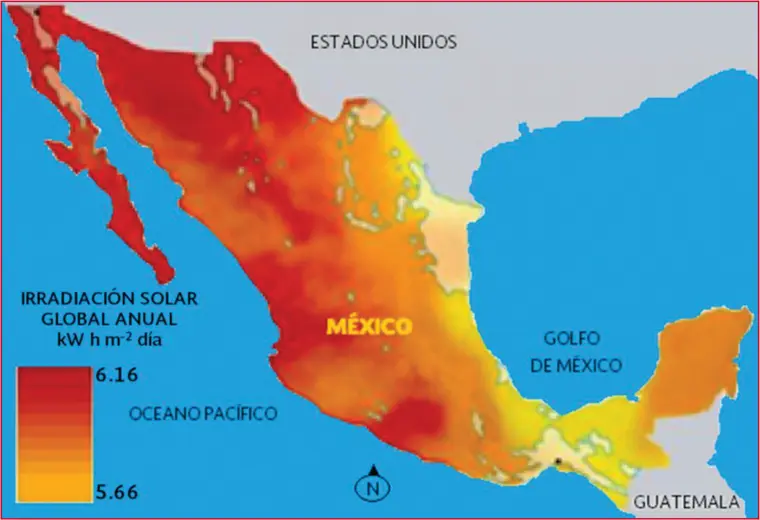 ESTADOS UNIDOS
IRRADIACIÓN SOLAR
GLOBAL ANUAL
kW h m-2 día
6.16
5.66
MÉXICO
GOLFO
DE MÉXICO
OCEANO PACÍFICO
N
GUATEMALA